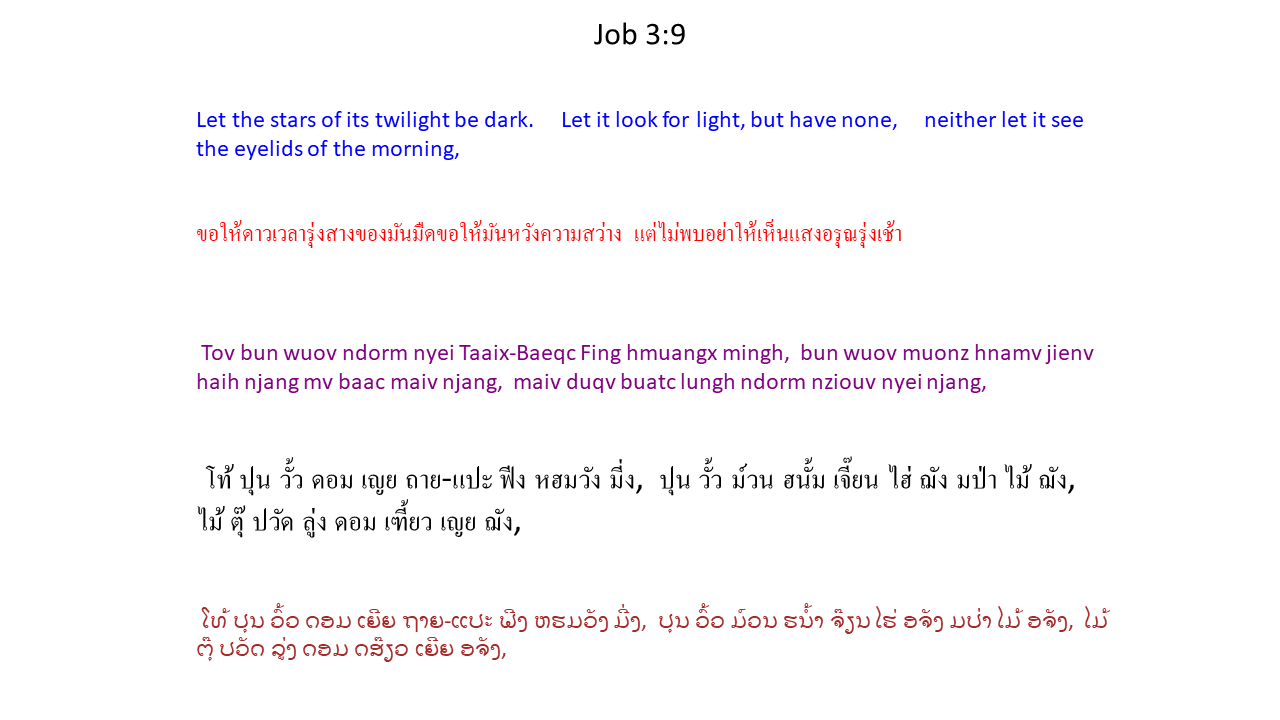 Job 3:9
Let the stars of its twilight be dark. Let it look for light, but have none, neither let it see
the eyelids of the morning,
ขอให้ดาวเวลารุ่งสางของมันมืดขอให้มันหวังความสว่าง แต่ไม่พบอย่าให้เห็นแสงอรุณรุ่งเช้า
Tov bun wuov ndorm nyei Taaix-Baeqc Fing hmuangx mingh, bun wuov muonz hnamv jienv
haih njang mv baac maiv njang, maiv duqv buatc lungh ndorm nziouv nyei njang,
โท้ ปุน วั้ว ดอม เญย ถาย-แปะ ฟีง หฮมวัง มี่ง, ปุน วั้ว ม์วน ฮนั้ม เจี๊ยน ไฮ่ ฌัง มป่า ไม้ ฌัง,
ไม้ ตุ๊ ปวัด ลู่ง ดอม เฑี้ยว เญย ฌัง,
ໂທ້ ປຸນ ວົ້ວ ດອມ ເຍີຍ ຖາຍ-ແປະ ຟີງ ຫຮມວັງ ມີ່ງ, ປຸນ ວົ້ວ ມ໌ວນ ຮນ້ຳ ຈ໊ຽນ ໄຮ່ ອຈັງ ມປ່າ ໄມ້ ອຈັງ, ໄມ້
ຕຸ໊ ປວັດ ລູ່ງ ດອມ ດສ໊ຽວ ເຍີຍ ອຈັງ,